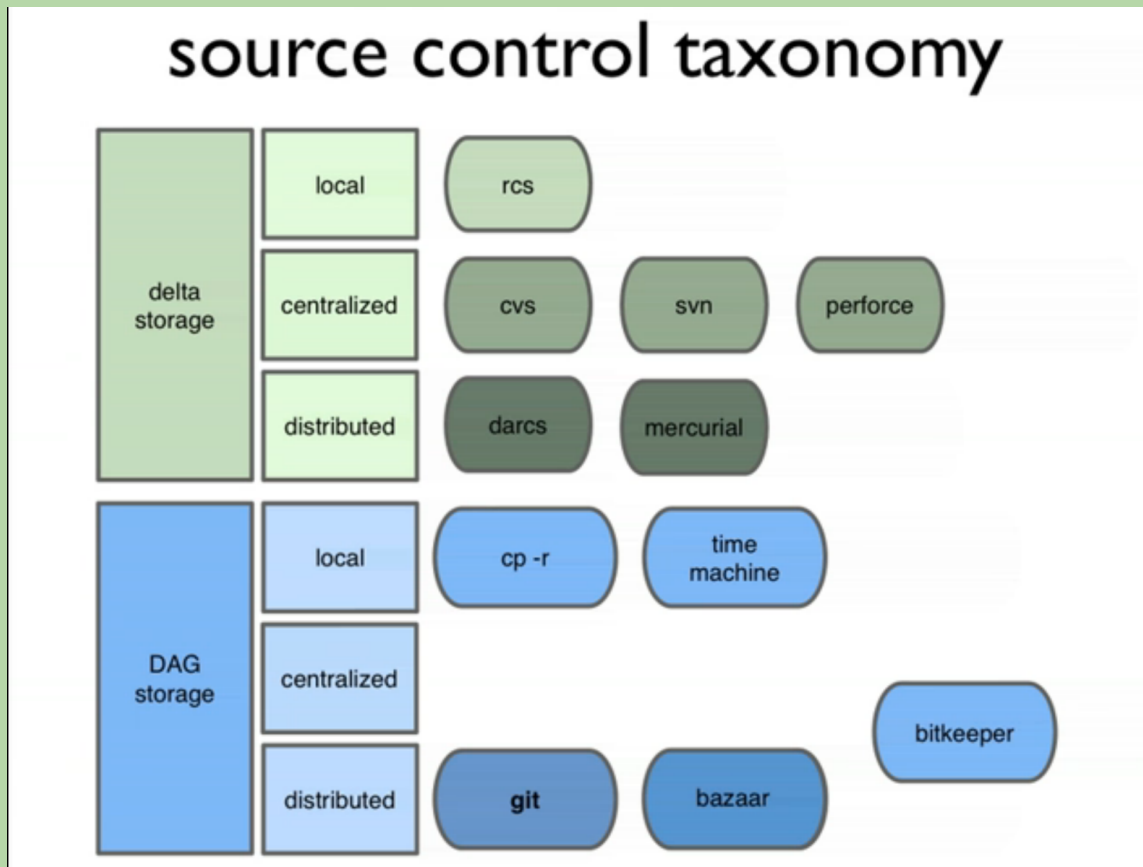 source control taxonomy
delta
storage
local
rcs
centralized
cvs
svn
perforce
distributed
darcs
mercurial
DAG
storage
local
cp -r
time
machine
centralized
bitkeeper
distributed
git
bazaar